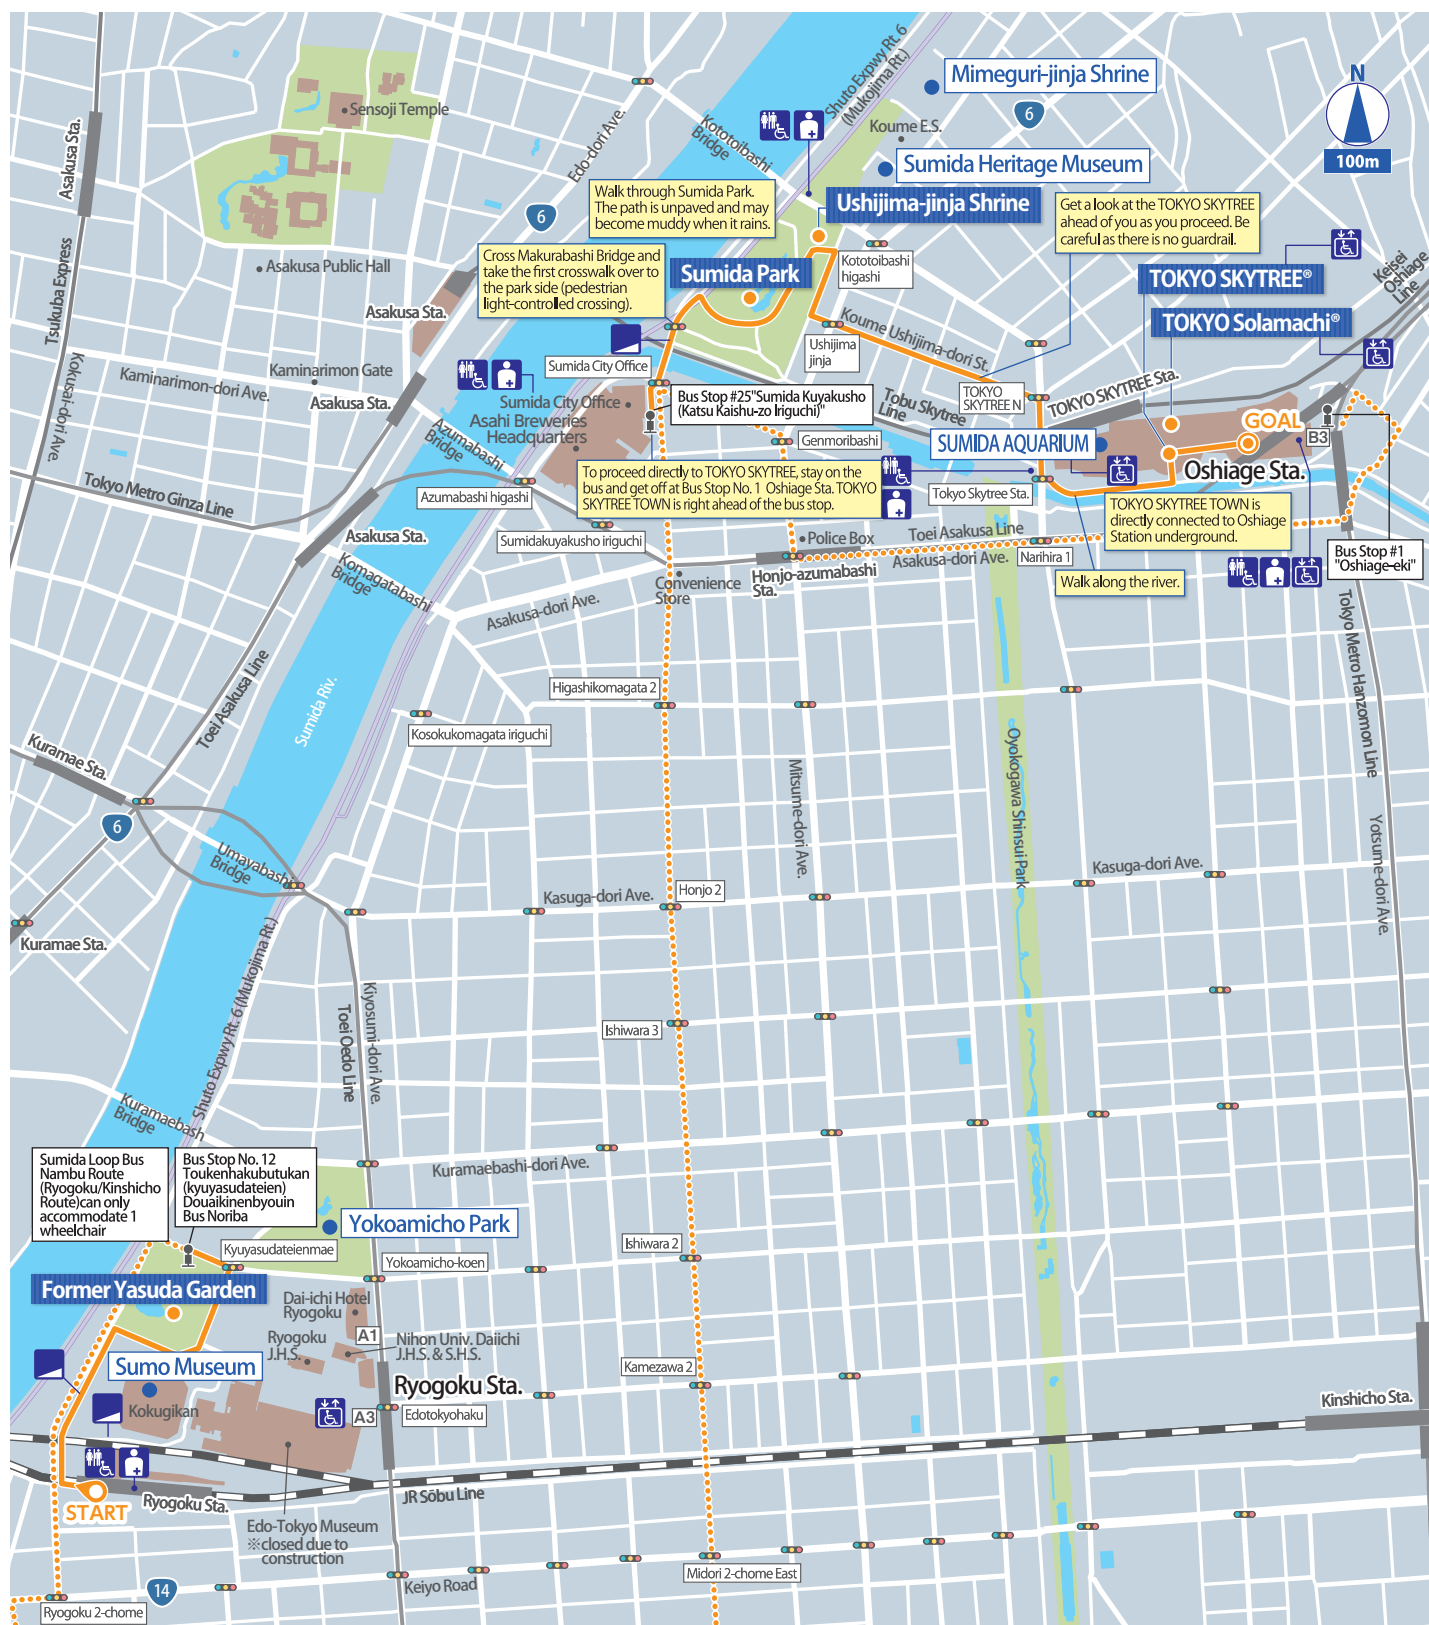 Mimeguri-jinja Shrine
N
100m
6
Shuto Expwy Rt. 6
(Mukojima Rt.)
Kototoibashi
Bridge
Koume E.S.
Sumida Heritage Museum
Sensoji Temple
Asakusa Sta.
Edo-dori Ave.
6
Walk through Sumida Park.
The path is unpaved and may
become muddy when it rains.
Ushijima-jinja Shrine
Get a look at the TOKYO SKYTREE
ahead of you as you proceed. Be
careful as there is no guardrail.
Cross Makurabashi Bridge and
take the first crosswalk over to
the park side (pedestrian
light-controlled crossing).
Sumida Park
Kototoibashi
higashi
TOKYO SKYTREE®
Keisei
Oshiage
Line
Asakusa Public Hall
Tsukuba Express
Asakusa Sta.
TOKYO Solamachi®
Koume Ushijima-dori St.
Ushijima
jinja
Sumida City Office
Kokusai-dori Ave.
Kaminarimon-dori Ave.
Kaminarimon Gate
Asakusa Sta.
Sumida City Office
Asahi Breweries
Headquarters
Bus Stop #25"Sumida Kuyakusho
(Katsu Kaishu-zo Iriguchi)"
Tobu Skytree
Line
TOKYO
SKYTREE N
TOKYO SKYTREE Sta.
GOAL
B3
Genmoribashi
SUMIDA AQUARIUM
Oshiage Sta.
Azumabashi
Bridge
Tokyo Metro Ginza Line
Azumabashi higashi
To proceed directly to TOKYO SKYTREE, stay on the
bus and get off at Bus Stop No. 1 Oshiage Sta. TOKYO
SKYTREE TOWN is right ahead of the bus stop.
Tokyo Skytree Sta.
TOKYO SKYTREE TOWN is
directly connected to Oshiage
Station underground.
Asakusa Sta.
Sumidakuyakusho iriguchi
Police Box
Toei Asakusa Line
Asakusa-dori Ave.
Narihira 1
Bus Stop #1
"Oshiage-eki"
Komagatabashi
Bridge
Convenience
Store
Honjo-azumabashi
Sta.
Walk along the river.
Asakusa-dori Ave.
Tokyo Metro Hanzomon Line
Toei Asakusa Line
Sumida Riv.
Higashikomagata 2
Kosokukomagata iriguchi
Kuramae Sta.
Mitsume-dori Ave.
Oyokogawa Shinsui Park
6
Umayabashi
Bridge
Yotsume-dori Ave.
Kasuga-dori Ave.
Kasuga-dori Ave.
Honjo 2
Kuramae Sta.
Shuto Expwy Rt. 6 (Mukojima Rt.)
Kiyosumi-dori Ave.
Toei Oedo Line
Ishiwara 3
Kuramaebash
Bridge
Kuramaebashi-dori Ave.
Sumida Loop Bus
Nambu Route
(Ryogoku/Kinshicho
Route)can only
accommodate 1
wheelchair
Bus Stop No. 12
Toukenhakubutukan
(kyuyasudateien)
Douaikinenbyouin
Bus Noriba
Yokoamicho Park
Kyuyasudateienmae
Yokoamicho-koen
Ishiwara 2
Former Yasuda Garden
Dai-ichi Hotel
Ryogoku
A1
Ryogoku
J.H.S.
Nihon Univ. Daiichi
J.H.S. & S.H.S.
Sumo Museum
Kamezawa 2
Ryogoku Sta.
Kokugikan
A3
Edotokyohaku
Kinshicho Sta.
START
Ryogoku Sta.
JR Sōbu Line
Edo-Tokyo Museum
※closed due to
construction
14
Keiyo Road
Midori 2-chome East
Ryogoku 2-chome